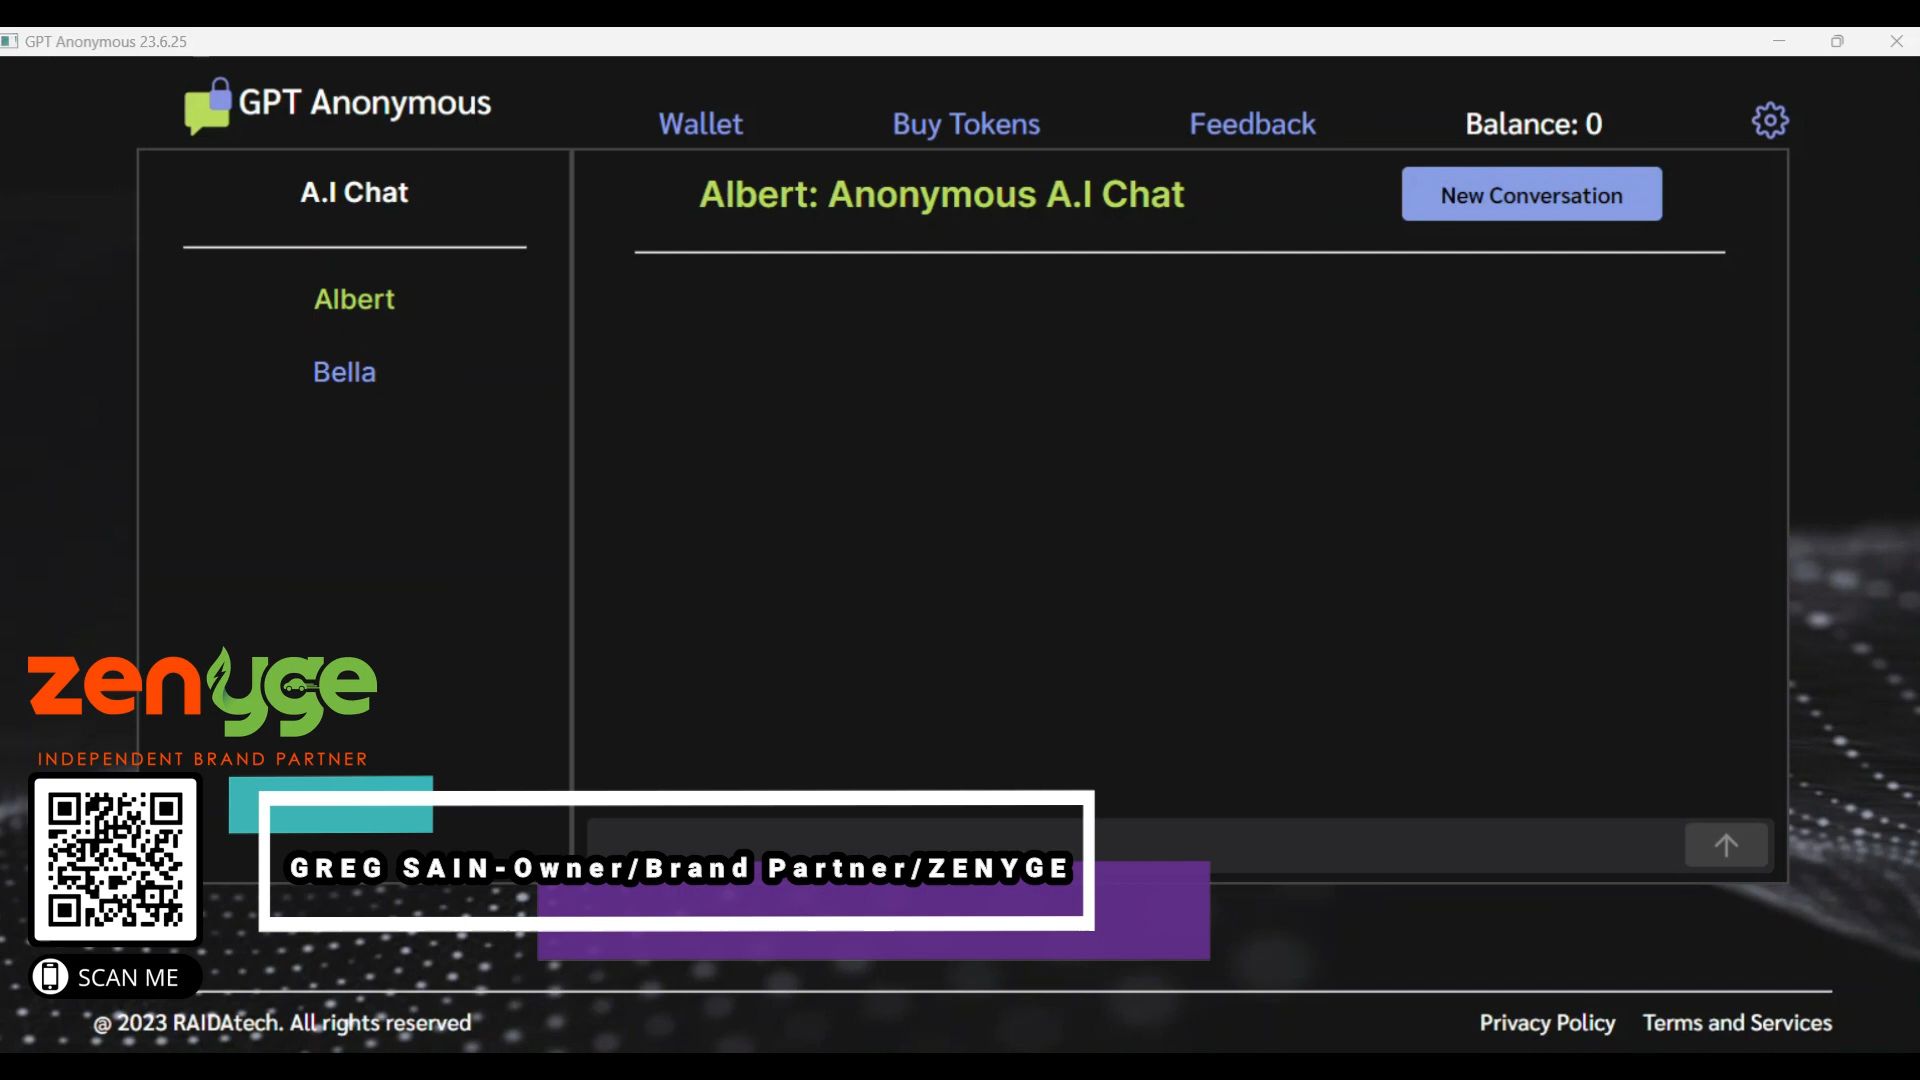 GPT Anonymous 23.6.25
GPT Anonymous
Wallet
Buy Tokens
Feedback
Balance: 0
A.I Chat
Albert: Anonymous A.I Chat
New Conversation
Albert
Bella
zenyge
INDEPENDENT BRAND PARTNER
GREG SAIN-Owner/Brand Partner/ZENYGE
SCAN ME
@ 2023 RAIDAtech. All rights reserved
Privacy Policy
Terms and Services